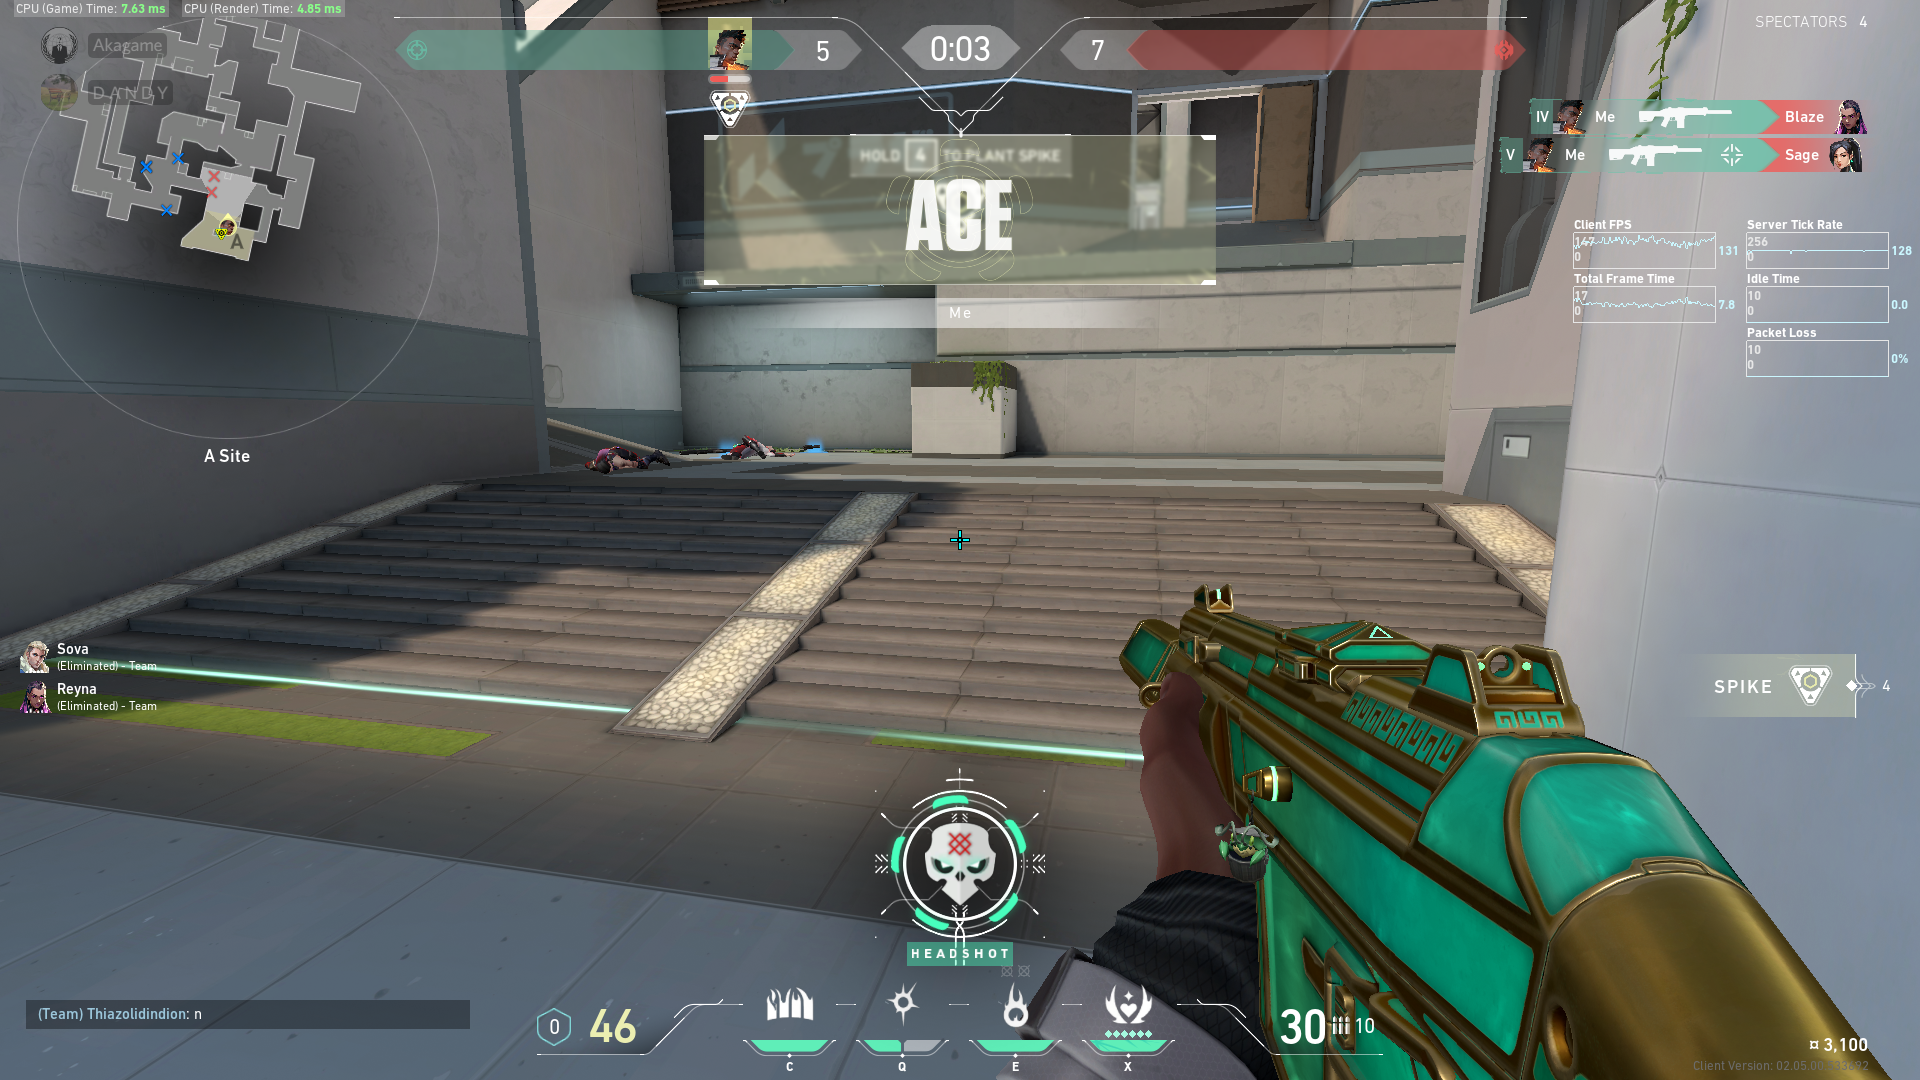 CPU (Game) Time: 7.63 ms CPU (Render) Time: 4.85 ms
Akagame
DANDY
A
A Site
5
0:03
7
SPECTATORS 4
IV Me Blaze
V Me Sage
HOLD 4 TO PLANT SPIKE
ACE
Me
Client FPS
147
0
131
Server Tick Rate
256
0
128
Total Frame Time
17
0
7.8
Idle Time
10
0
0.0
Packet Loss
10
0
0%
Sova
(Eliminated) - Team
Reyna
(Eliminated) - Team
SPIKE
4
HEADSHOT
(Team) Thiazolidindion: n
0
46
C
Q
E
X
30
10
¤ 3,100